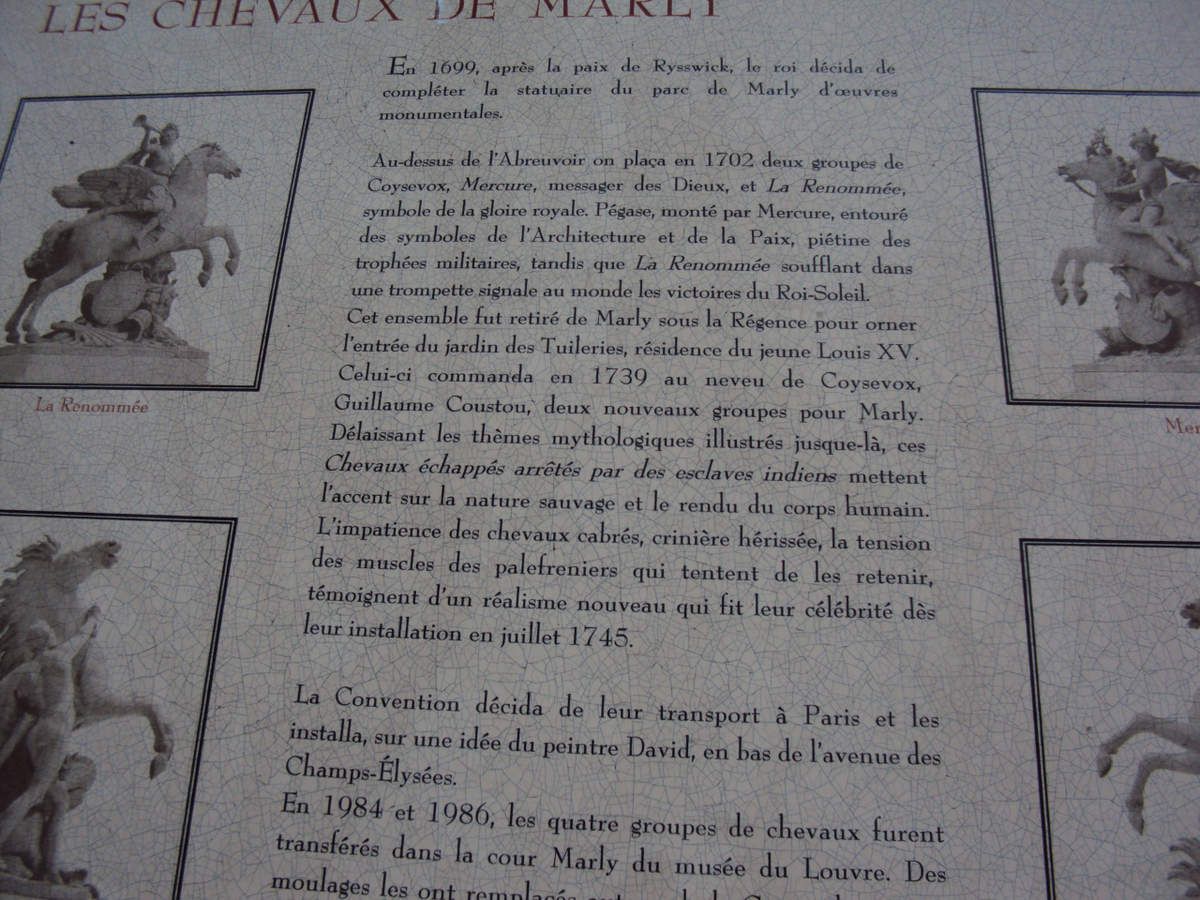 LES CHEVAUX DE MARLY
En 1699, après la paix de Rysswick, le roi décida de
compléter la statuaire du parc de Marly d'œuvres
monumentales.
Au-dessus de l'Abreuvoir on plaça en 1702 deux groupes de
Coysevox, Mercure, messager des Dieux, et La Renommée,
symbole de la gloire royale. Pégase, monté par Mercure, entouré
des symboles de l'Architecture et de la Paix, piétine des
trophées militaires, tandis que La Renommée soufflant dans
une trompette signale au monde les victoires du Roi-Soleil.
Cet ensemble fut retiré de Marly sous la Régence pour orner
l'entrée du jardin des Tuileries, résidence du jeune Louis XV.
Celui-ci commanda en 1739 au neveu de Coysevox,
Guillaume Coustou, deux nouveaux groupes pour Marly.
Délaissant les thèmes mythologiques illustrés jusque-là, ces
Chevaux échappés arrêtés par des esclaves indiens mettent
l'accent sur la nature sauvage et le rendu du corps humain.
L'impatience des chevaux cabrés, crinière hérissée, la tension
des muscles des palefreniers qui tentent de les retenir,
témoignent d'un réalisme nouveau qui fit leur célébrité dès
leur installation en juillet 1745.
La Convention décida de leur transport à Paris et les
installa, sur une idée du peintre David, en bas de l'avenue des
Champs-Élysées.
En 1984 et 1986, les quatre groupes de chevaux furent
transférés dans la cour Marly du musée du Louvre. Des
moulages les ont remplacés
La Renommée
Mer